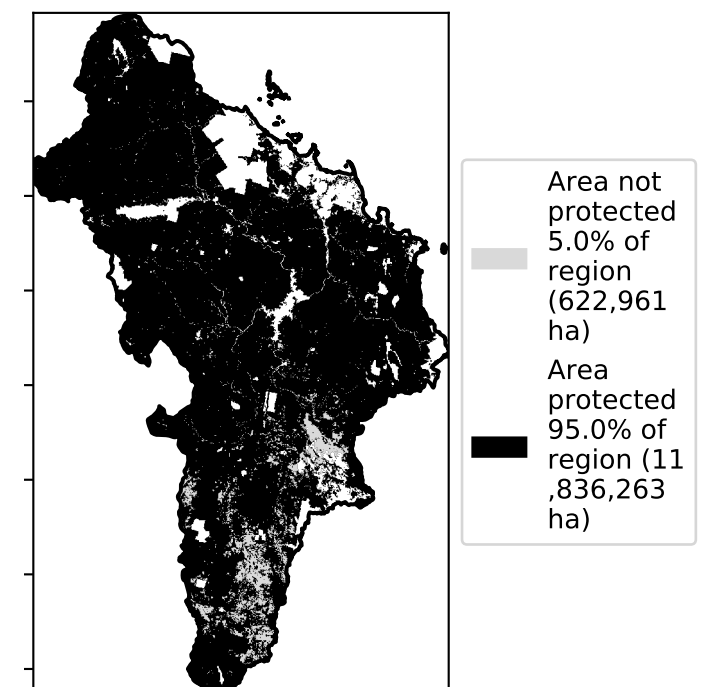 Area not
protected
5.0% of
region
(622,961
ha)
Area
protected
95.0% of
region (11
,836,263
ha)